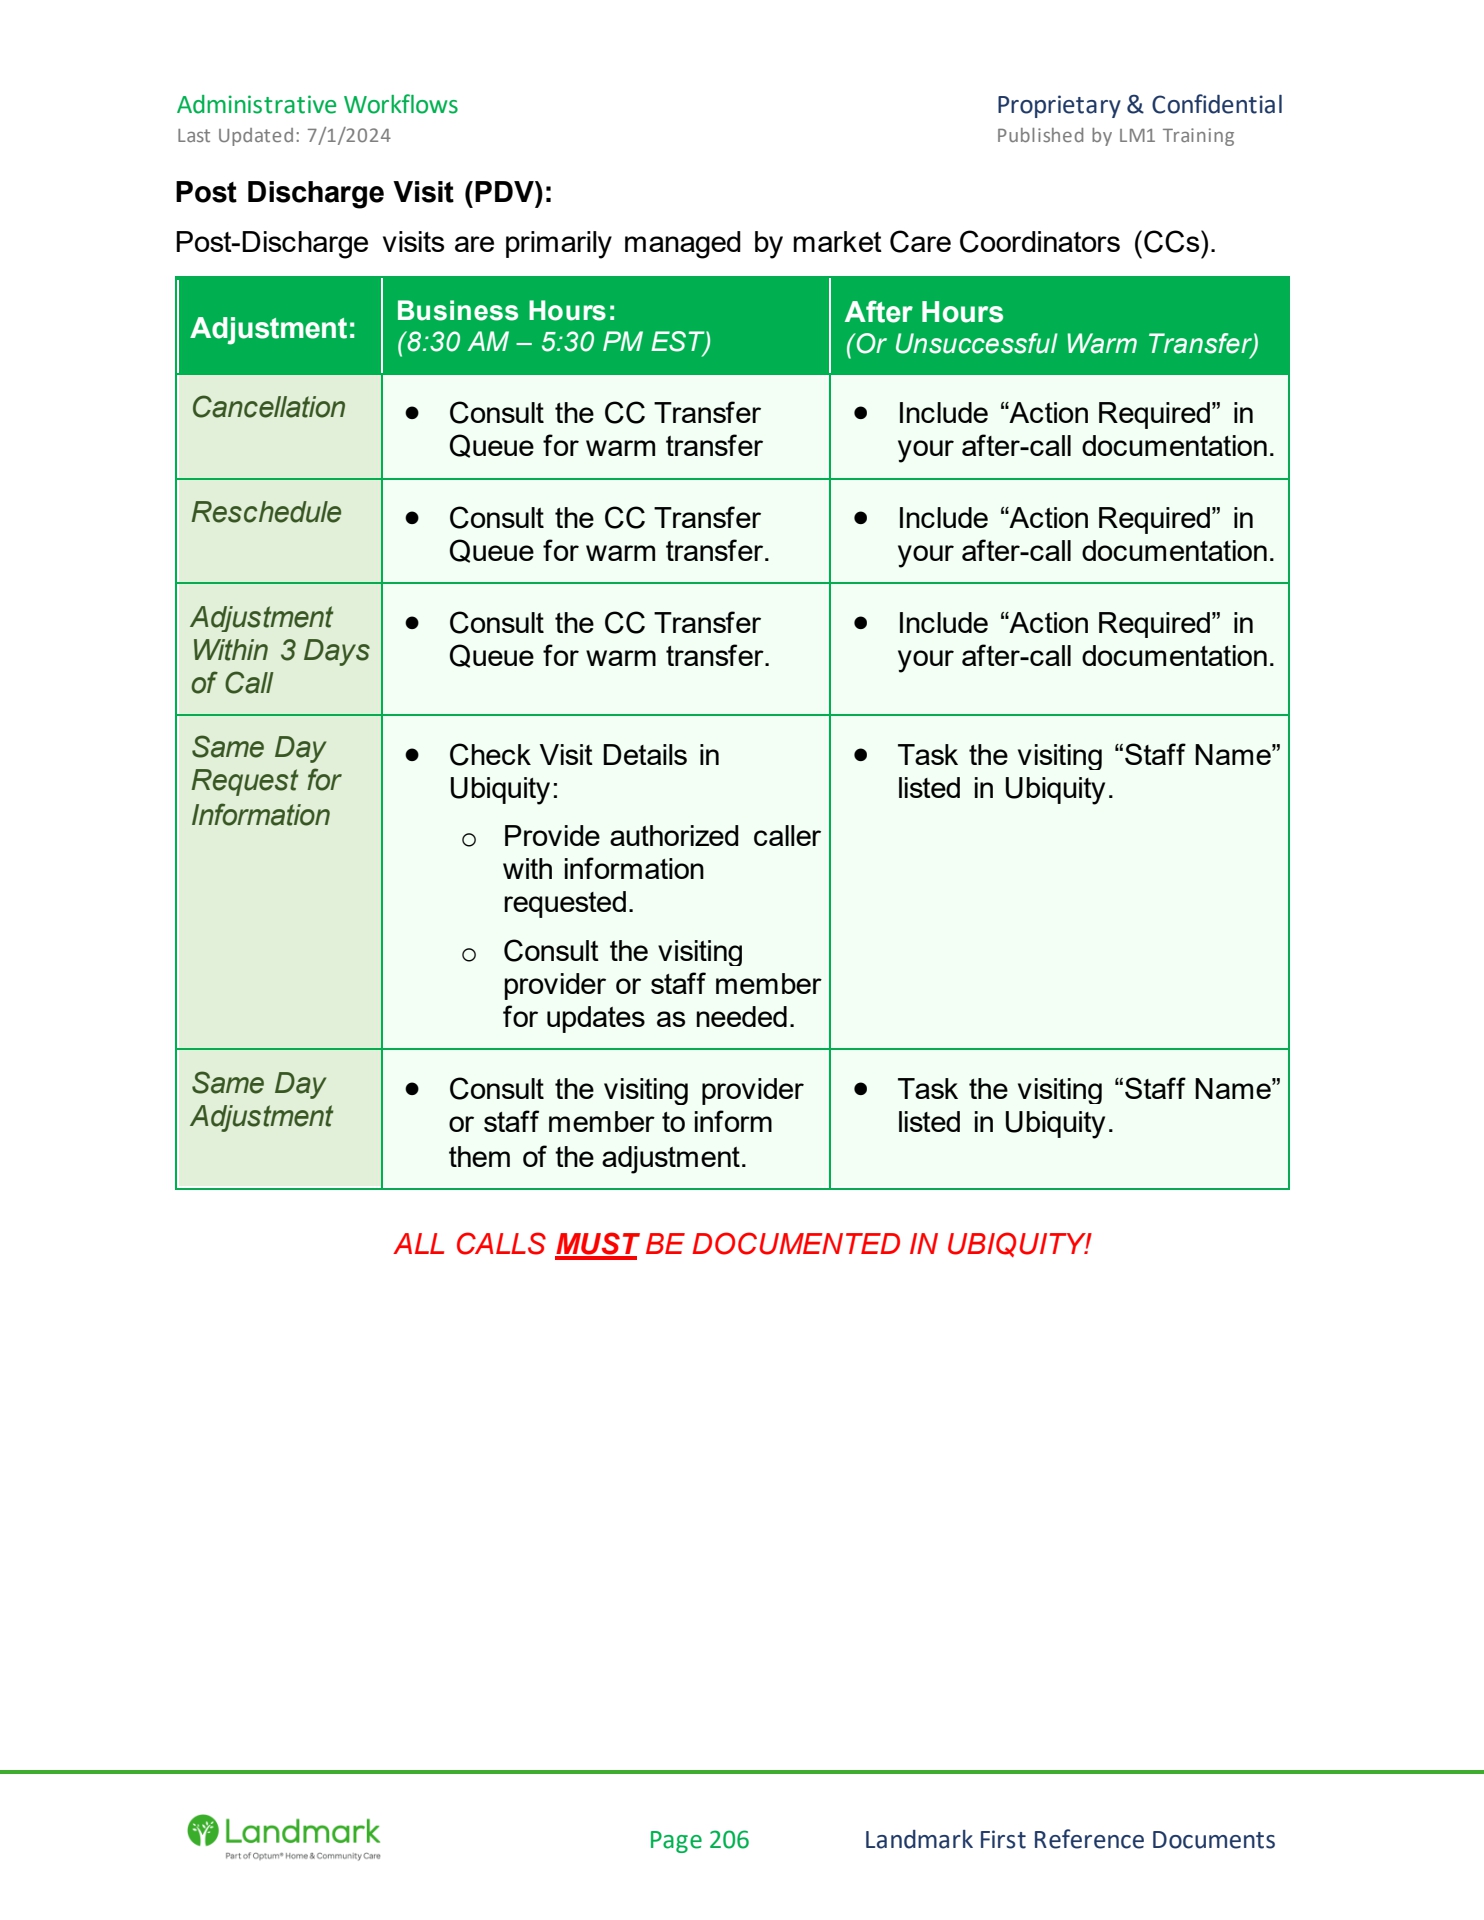 Administrative Workflows
Proprietary & Confidential
Last Updated: 7/1/2024
Published by LM1 Training
Post Discharge Visit (PDV):
Post-Discharge visits are primarily managed by market Care Coordinators (CCs).
Adjustment:
Business Hours:
(8:30 AM – 5:30 PM EST)
After Hours
(Or Unsuccessful Warm Transfer)
Cancellation
● Consult the CC Transfer
Queue for warm transfer
● Include “Action Required” in
your after-call documentation.
Reschedule
● Consult the CC Transfer
Queue for warm transfer.
● Include “Action Required” in
your after-call documentation.
Adjustment
Within 3 Days
of Call
● Consult the CC Transfer
Queue for warm transfer.
● Include “Action Required” in
your after-call documentation.
Same Day
Request for
Information
● Check Visit Details in
Ubiquity:
o Provide authorized caller
with information
requested.
o Consult the visiting
provider or staff member
for updates as needed.
● Task the visiting “Staff Name”
listed in Ubiquity.
Same Day
Adjustment
● Consult the visiting provider
or staff member to inform
them of the adjustment.
● Task the visiting “Staff Name”
listed in Ubiquity.
ALL CALLS MUST BE DOCUMENTED IN UBIQUITY!
Landmark
Part of Optum® Home & Community Care
Page 206
Landmark First Reference Documents